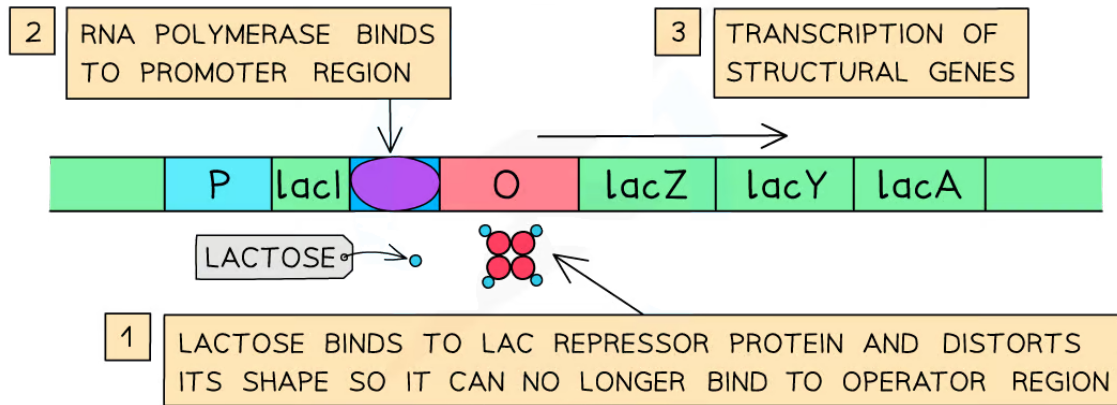 2
RNA POLYMERASE BINDS
TO PROMOTER REGION
3
TRANSCRIPTION OF
STRUCTURAL GENES
P lacI O lacZ lacY lacA
LACTOSE
1
LACTOSE BINDS TO LAC REPRESSOR PROTEIN AND DISTORTS
ITS SHAPE SO IT CAN NO LONGER BIND TO OPERATOR REGION